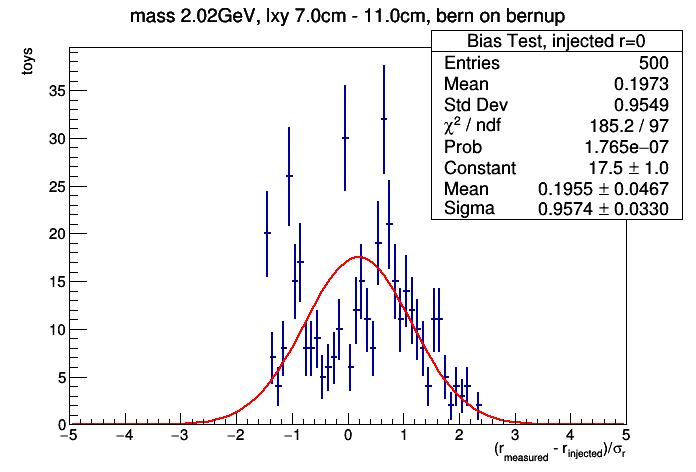 mass 2.02GeV, lxy 7.0cm - 11.0cm, bern on bernup
Bias Test, injected r=0
Entries 500
Mean 0.1973
Std Dev 0.9549
χ² / ndf 185.2 / 97
Prob 1.765e−07
Constant 17.5 ± 1.0
Mean 0.1955 ± 0.0467
Sigma 0.9574 ± 0.0330
toys
35
30
25
20
15
10
5
0
−5 −4 −3 −2 −1 0 1 2 3 4 5
(r_measured - r_injected)/σ_r